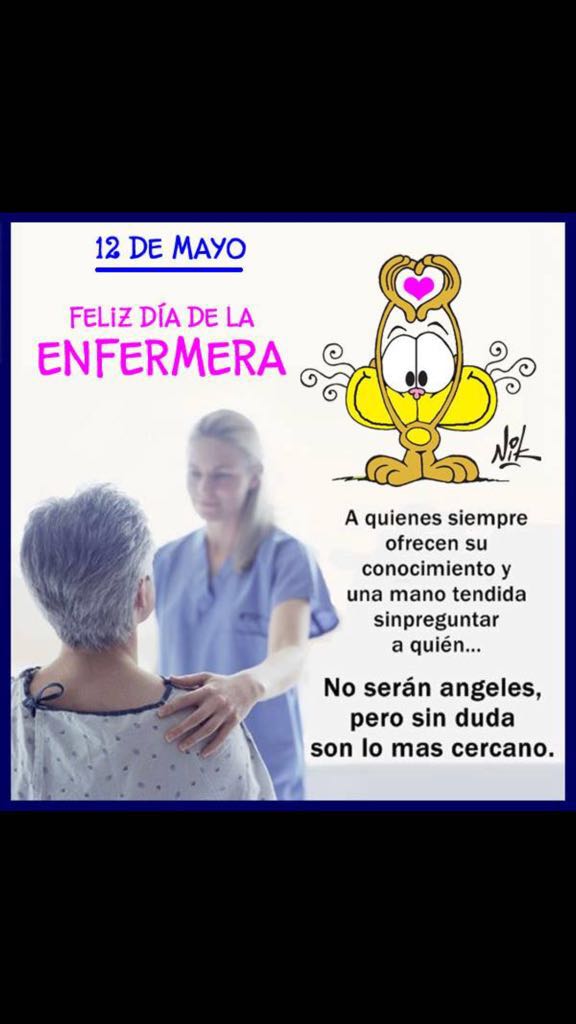 12 DE MAYO
FELIZ DÍA DE LA
ENFERMERA
Nik
A quienes siempre
ofrecen su
conocimiento y
una mano tendida
sinpreguntar
a quién...
No serán angeles,
pero sin duda
son lo mas cercano.